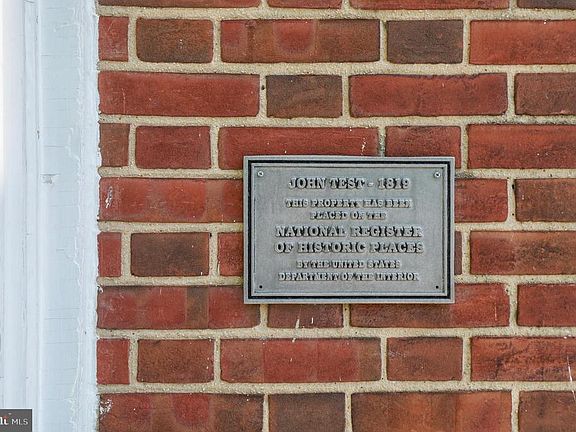 JOHN TEST - 1819
THIS PROPERTY HAS BEEN
PLACED ON THE
NATIONAL REGISTER
OF HISTORIC PLACES
BY THE UNITED STATES
DEPARTMENT OF THE INTERIOR
MLS